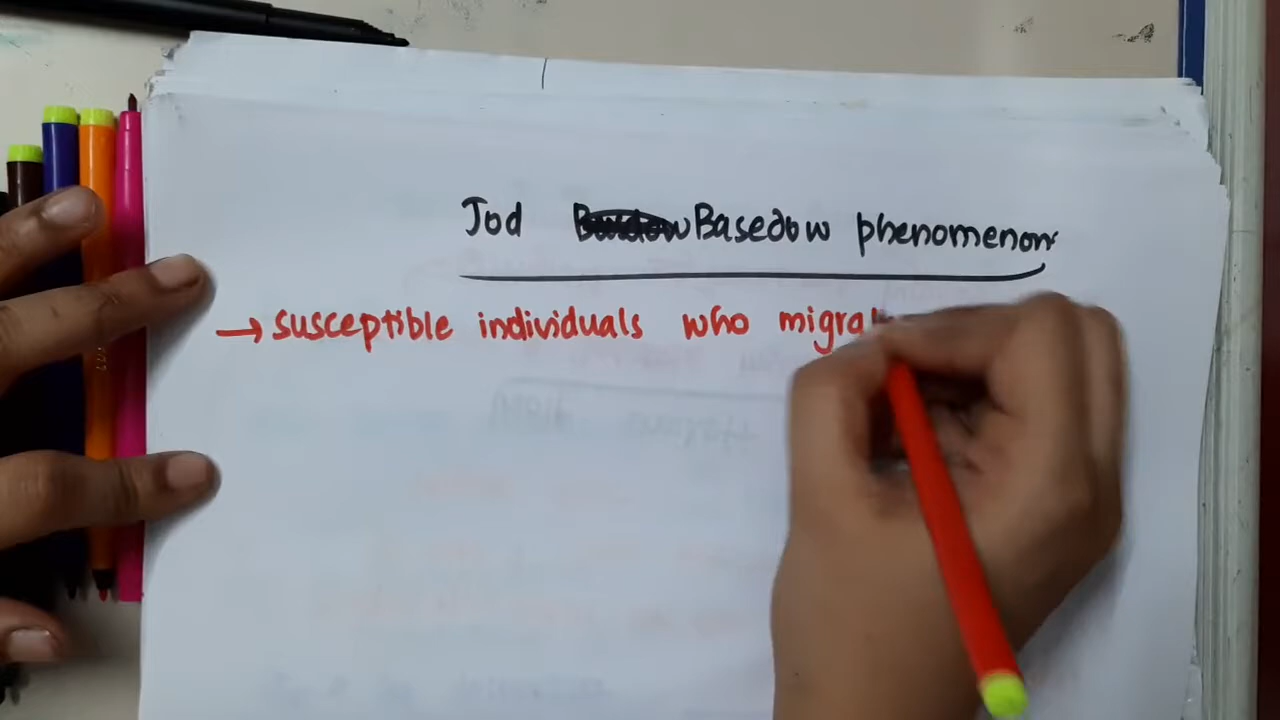 Jod Basedow phenomenon
→ susceptible individuals who migra